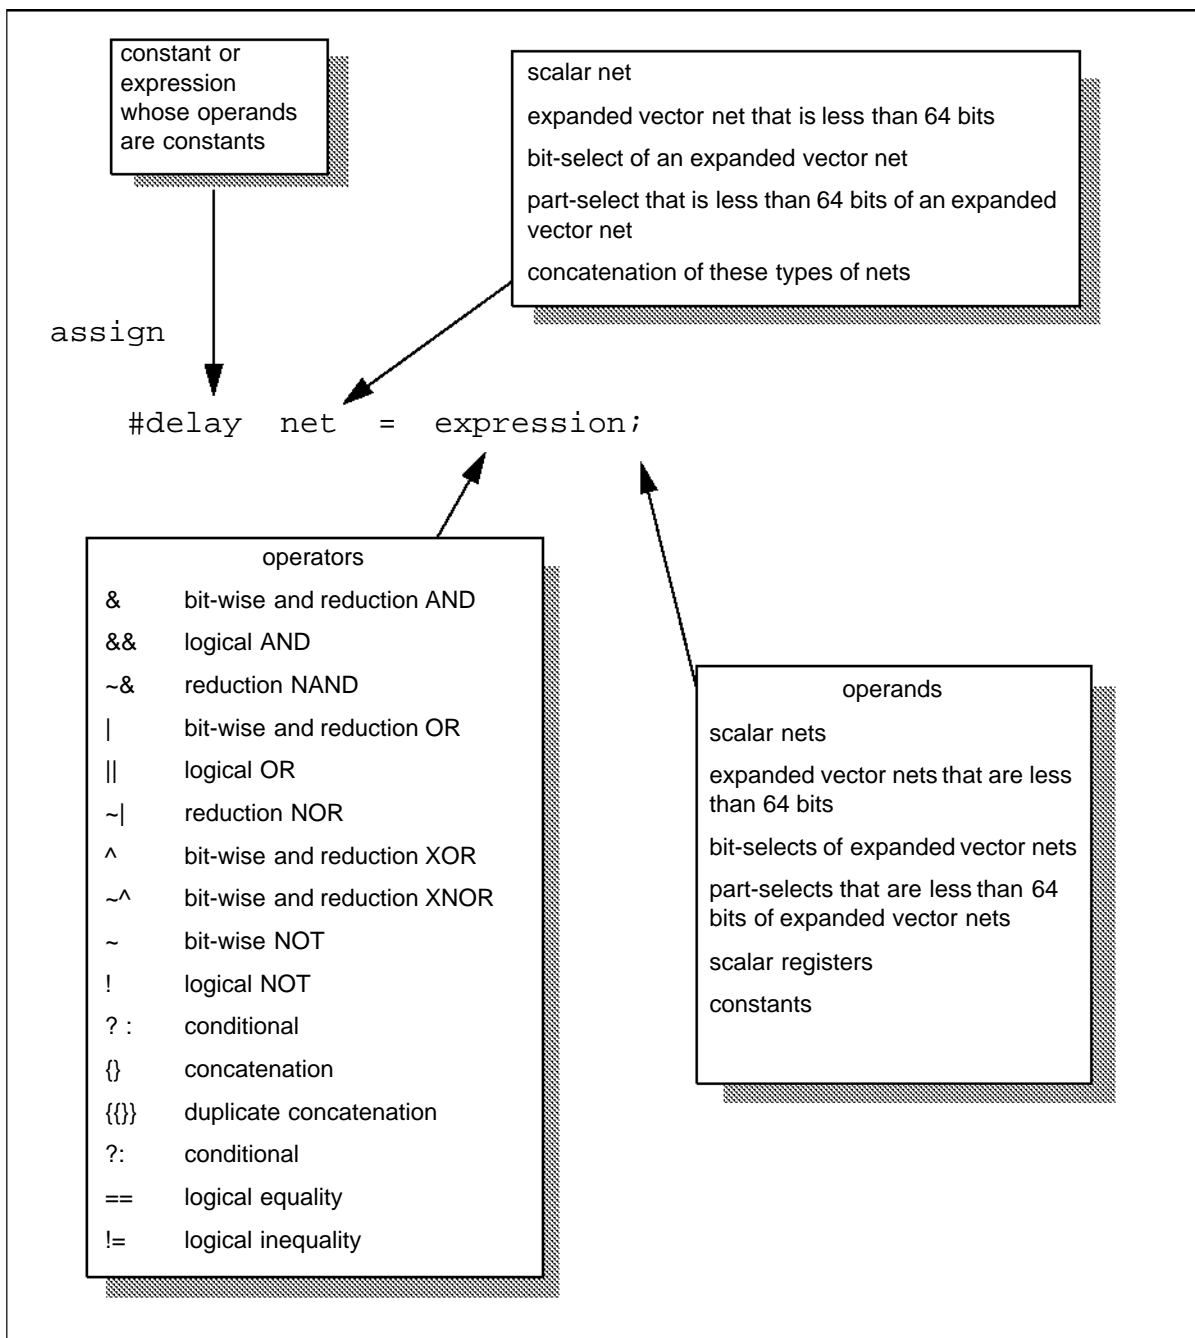 constant or
expression
whose operands
are constants
scalar net
expanded vector net that is less than 64 bits
bit-select of an expanded vector net
part-select that is less than 64 bits of an expanded
vector net
concatenation of these types of nets
assign
#delay net = expression;
operators
& bit-wise and reduction AND
&& logical AND
~& reduction NAND
| bit-wise and reduction OR
|| logical OR
~| reduction NOR
^ bit-wise and reduction XOR
~^ bit-wise and reduction XNOR
~ bit-wise NOT
! logical NOT
? : conditional
{} concatenation
{{}} duplicate concatenation
?: conditional
== logical equality
!= logical inequality
operands
scalar nets
expanded vector nets that are less
than 64 bits
bit-selects of expanded vector nets
part-selects that are less than 64
bits of expanded vector nets
scalar registers
constants